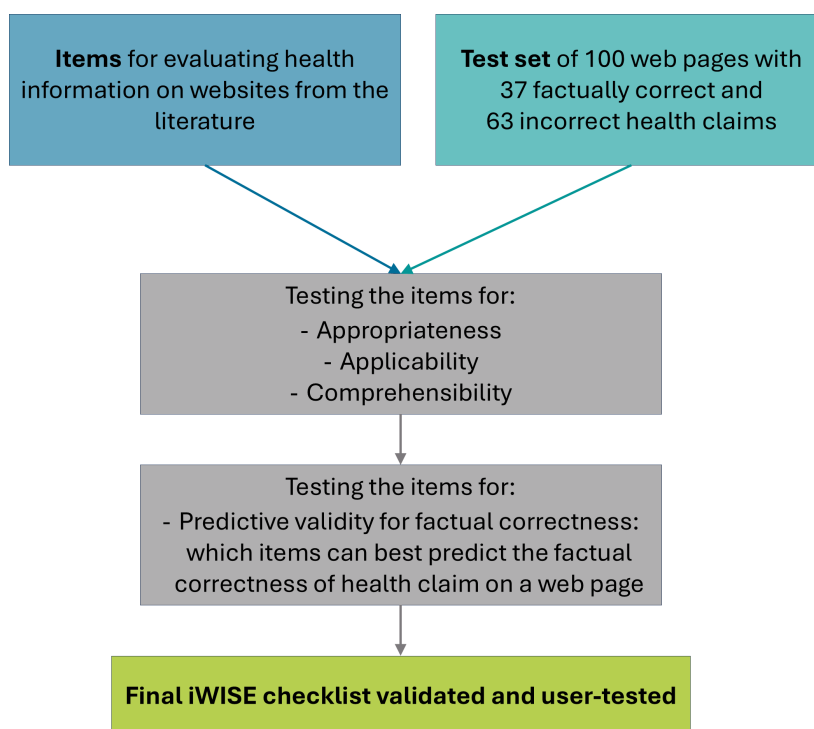 Items for evaluating health
information on websites from the
literature
Test set of 100 web pages with
37 factually correct and
63 incorrect health claims
Testing the items for:
- Appropriateness
- Applicability
- Comprehensibility
Testing the items for:
- Predictive validity for factual correctness:
which items can best predict the factual
correctness of health claim on a web page
Final iWISE checklist validated and user-tested